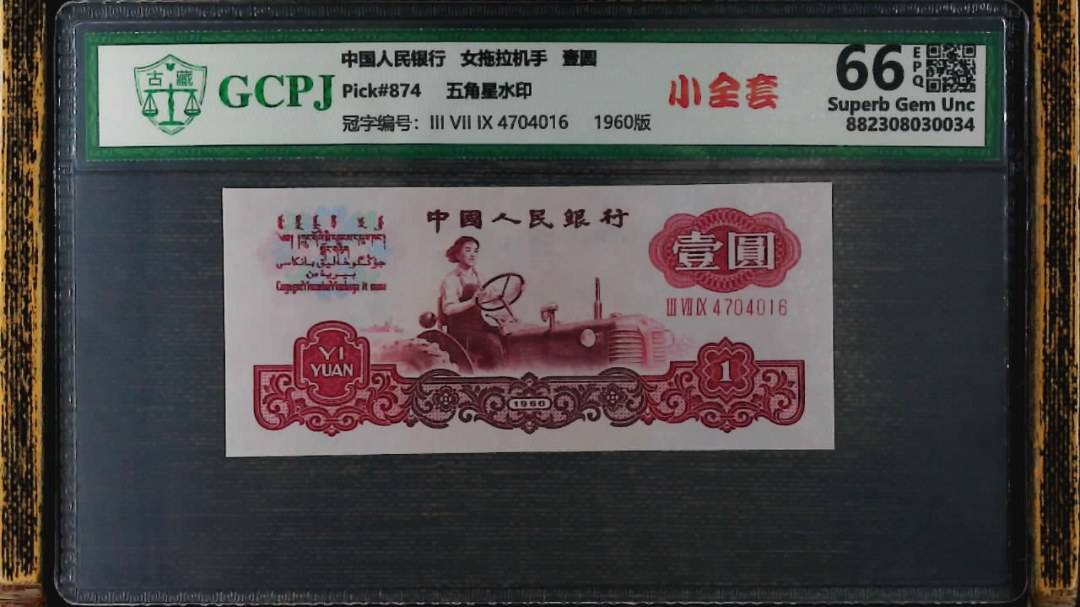 古藏
GCPJ
中国人民银行 女拖拉机手 壹圆
Pick#874 五角星水印
冠字编号: III VII IX 4704016 1960版
小全套
66
EPQ
Superb Gem Unc
882308030034
中國人民銀行
壹圓
III VII IX 4704016
YI
YUAN
1
1960